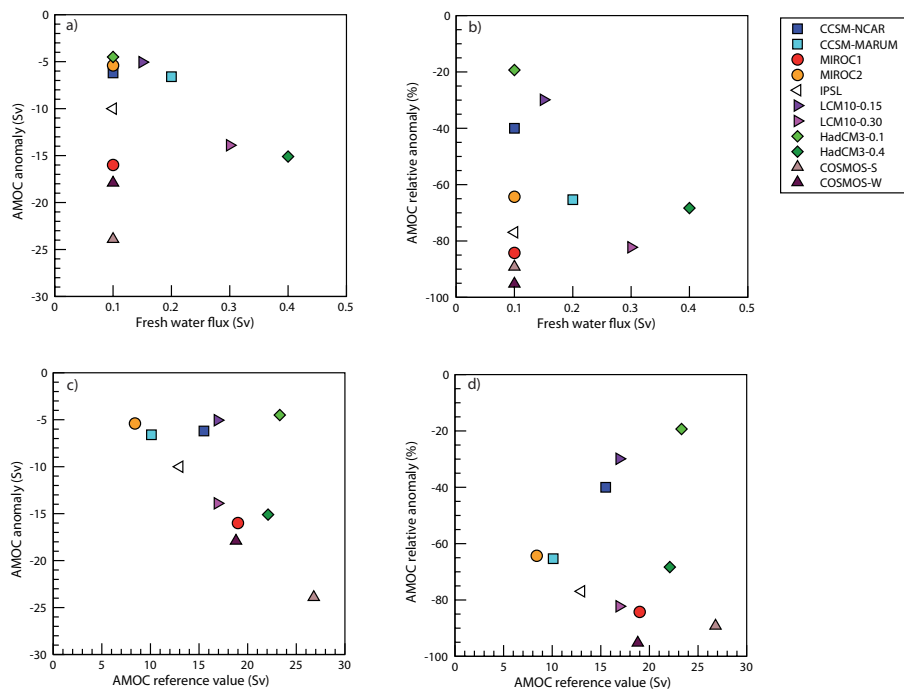 a)
0
-5
-10
-15
-20
-25
-30
AMOC anomaly (Sv)
0 0.1 0.2 0.3 0.4 0.5
Fresh water flux (Sv)
b)
0
-20
-40
-60
-80
-100
AMOC relative anomaly (%)
0 0.1 0.2 0.3 0.4 0.5
Fresh water flux (Sv)
CCSM-NCAR
CCSM-MARUM
MIROC1
MIROC2
IPSL
LCM10-0.15
LCM10-0.30
HadCM3-0.1
HadCM3-0.4
COSMOS-S
COSMOS-W
c)
0
-5
-10
-15
-20
-25
-30
AMOC anomaly (Sv)
0 5 10 15 20 25 30
AMOC reference value (Sv)
d)
0
-20
-40
-60
-80
-100
AMOC relative anomaly (%)
0 5 10 15 20 25 30
AMOC reference value (Sv)